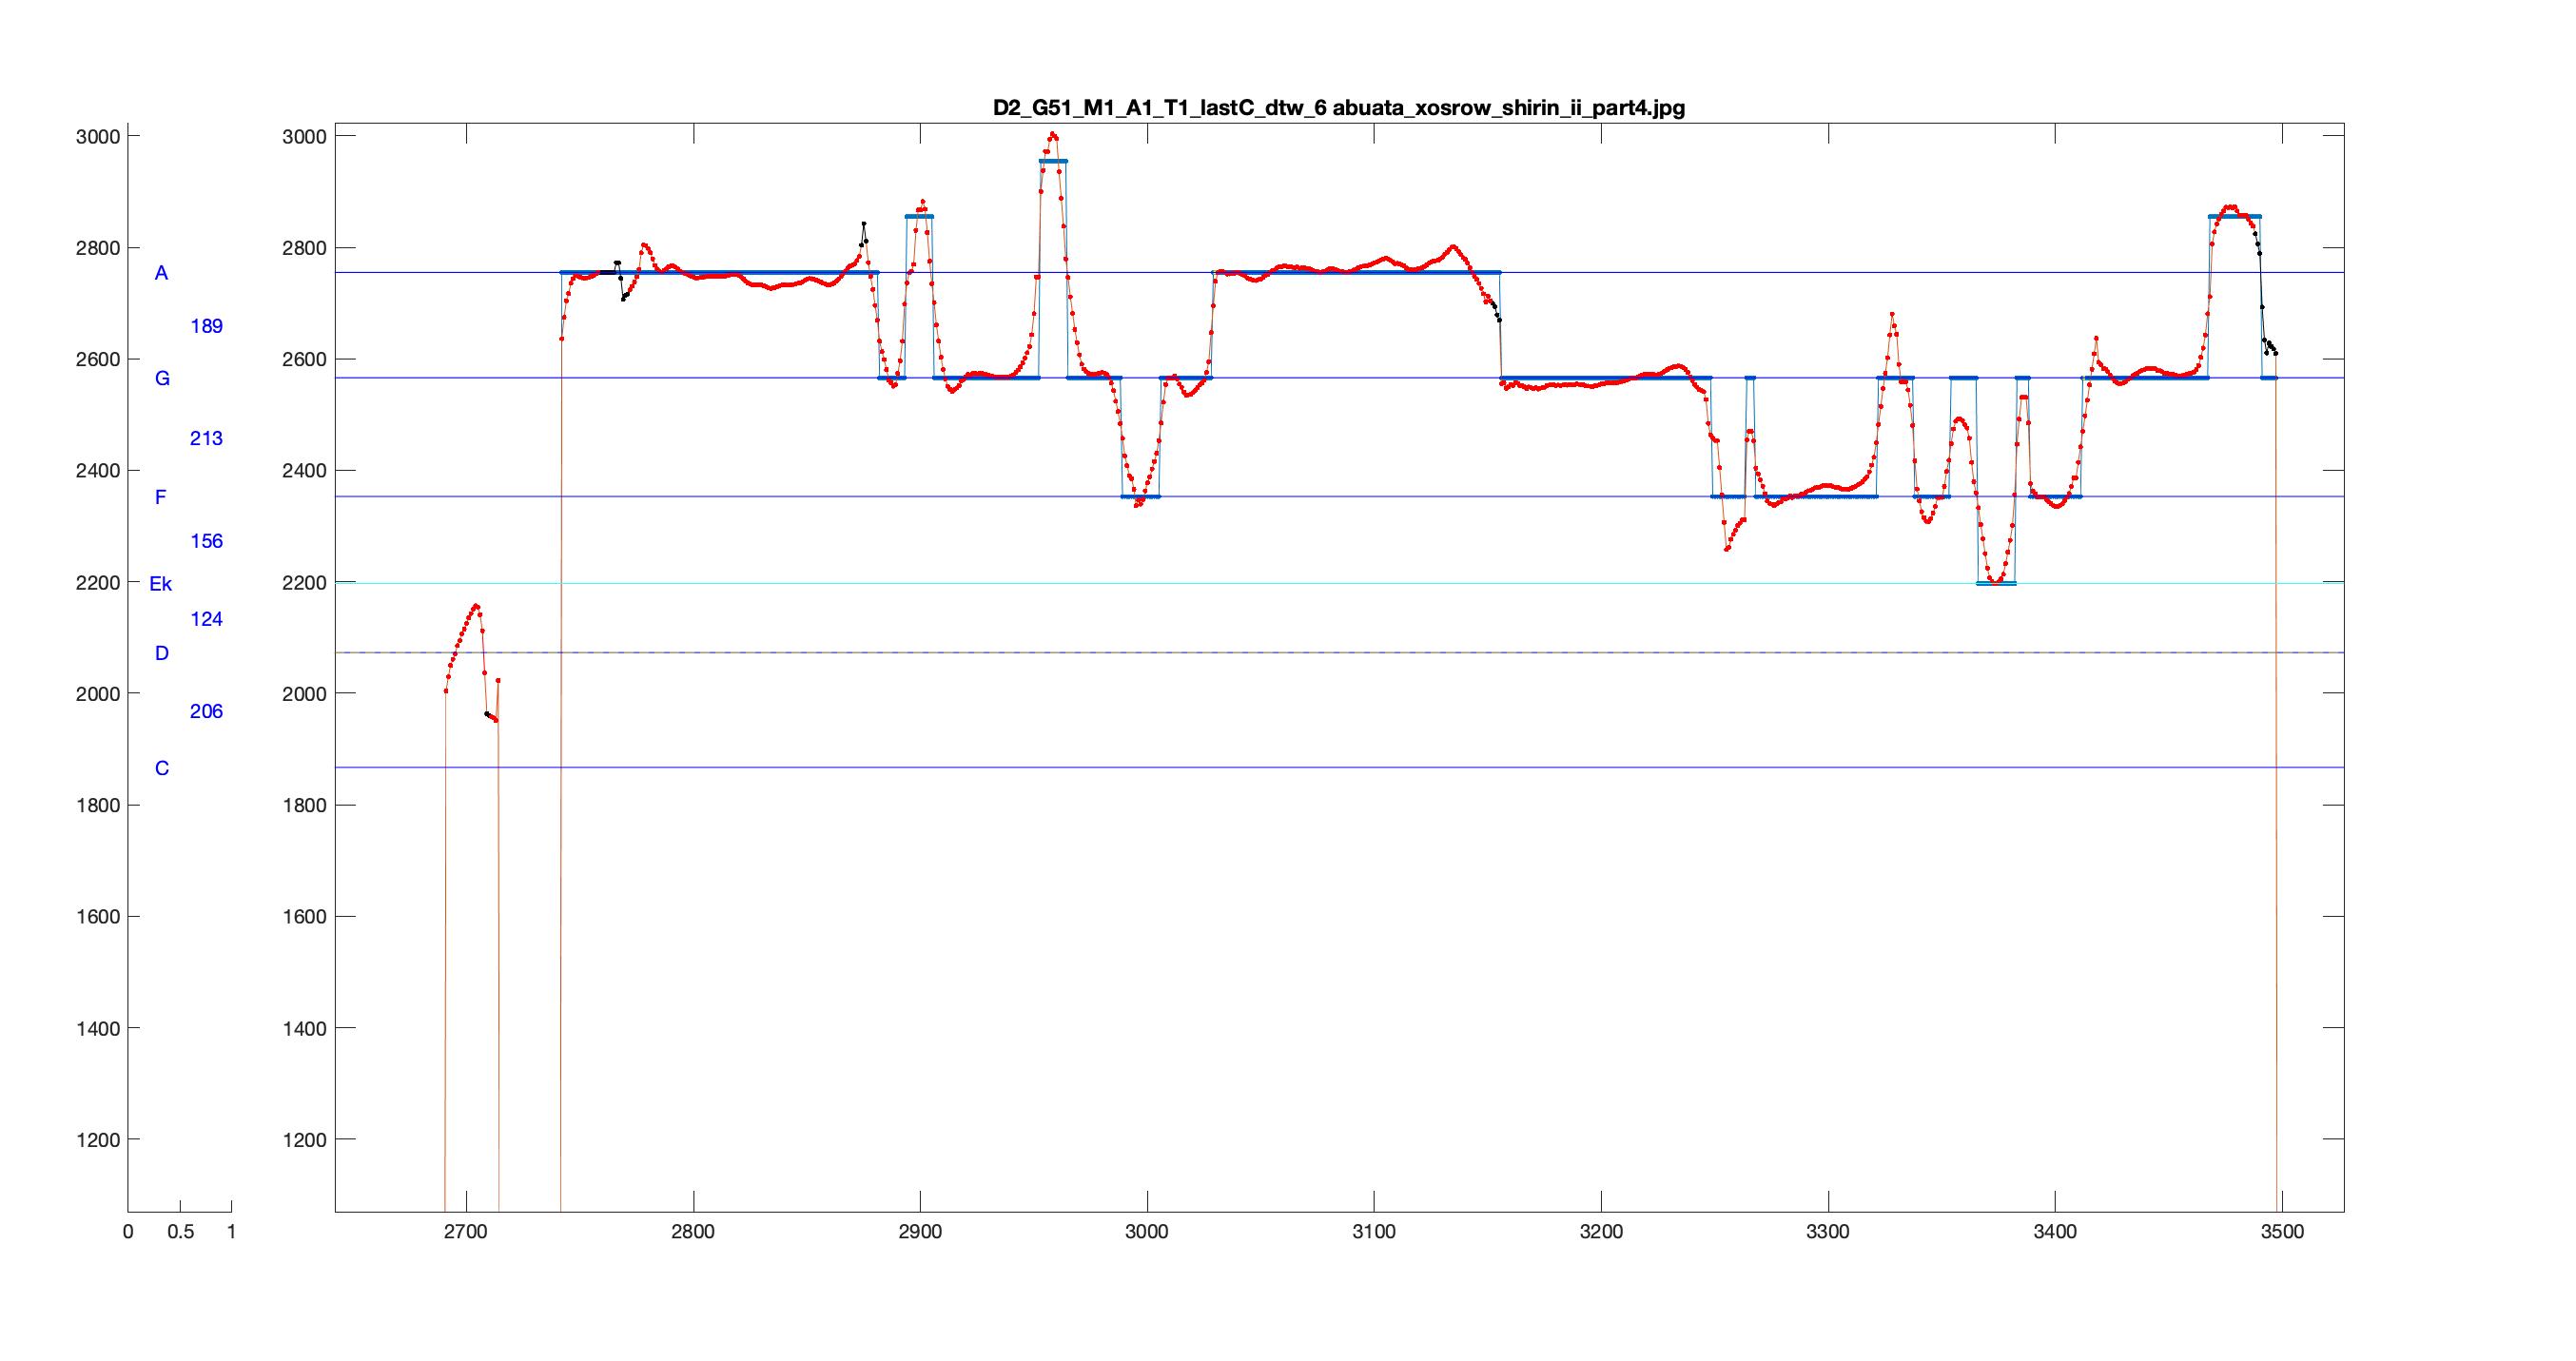 D2_G51_M1_A1_T1_lastC_dtw_6 abuata_xosrow_shirin_ii_part4.jpg
3000 3000
2800 2800
A
189
2600 2600
G
213
2400 2400
F
156
2200 Ek 2200
124
D
2000 2000
206
C
1800 1800
1600 1600
1400 1400
1200 1200
0 0.5 1 2700 2800 2900 3000 3100 3200 3300 3400 3500